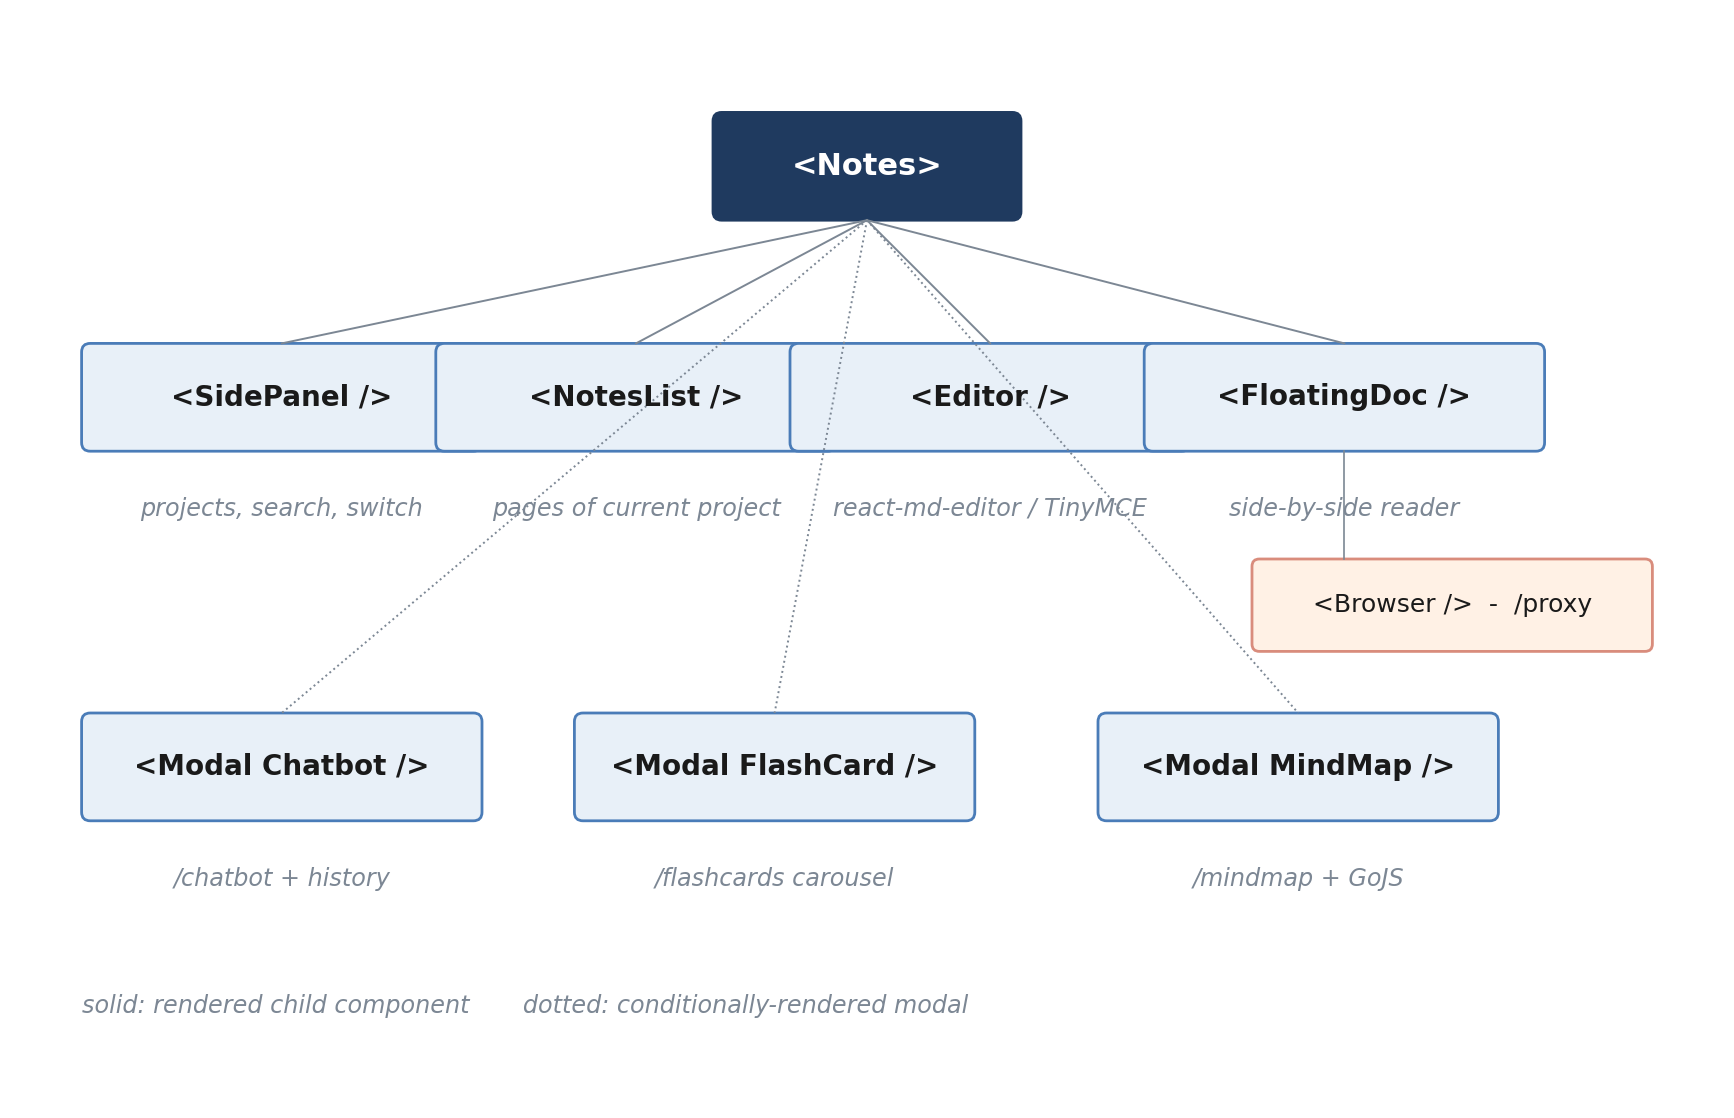 <Notes>
<SidePanel />
<NotesList />
<Editor />
<FloatingDoc />
projects, search, switch
pages of current project
react-md-editor / TinyMCE
side-by-side reader
<Browser />  -  /proxy
<Modal Chatbot />
<Modal FlashCard />
<Modal MindMap />
/chatbot + history
/flashcards carousel
/mindmap + GoJS
solid: rendered child component
dotted: conditionally-rendered modal